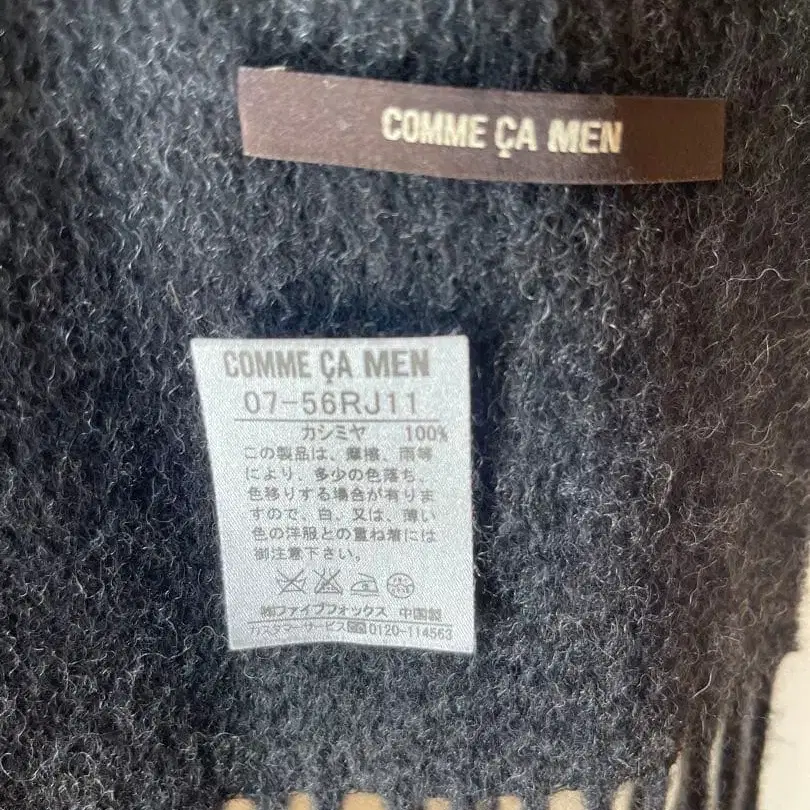 COMME ÇA MEN
COMME ÇA MEN
07-56RJ11
カシミヤ 100%
この製品は、摩擦、雨等
により、多少の色落ち、
色移りする場合が有りま
すので、白、又は、薄い
色の洋服との重ね着には
御注意下さい。
㈱ファイブフォックス 中国製
カスタマーサービス 0120-114563